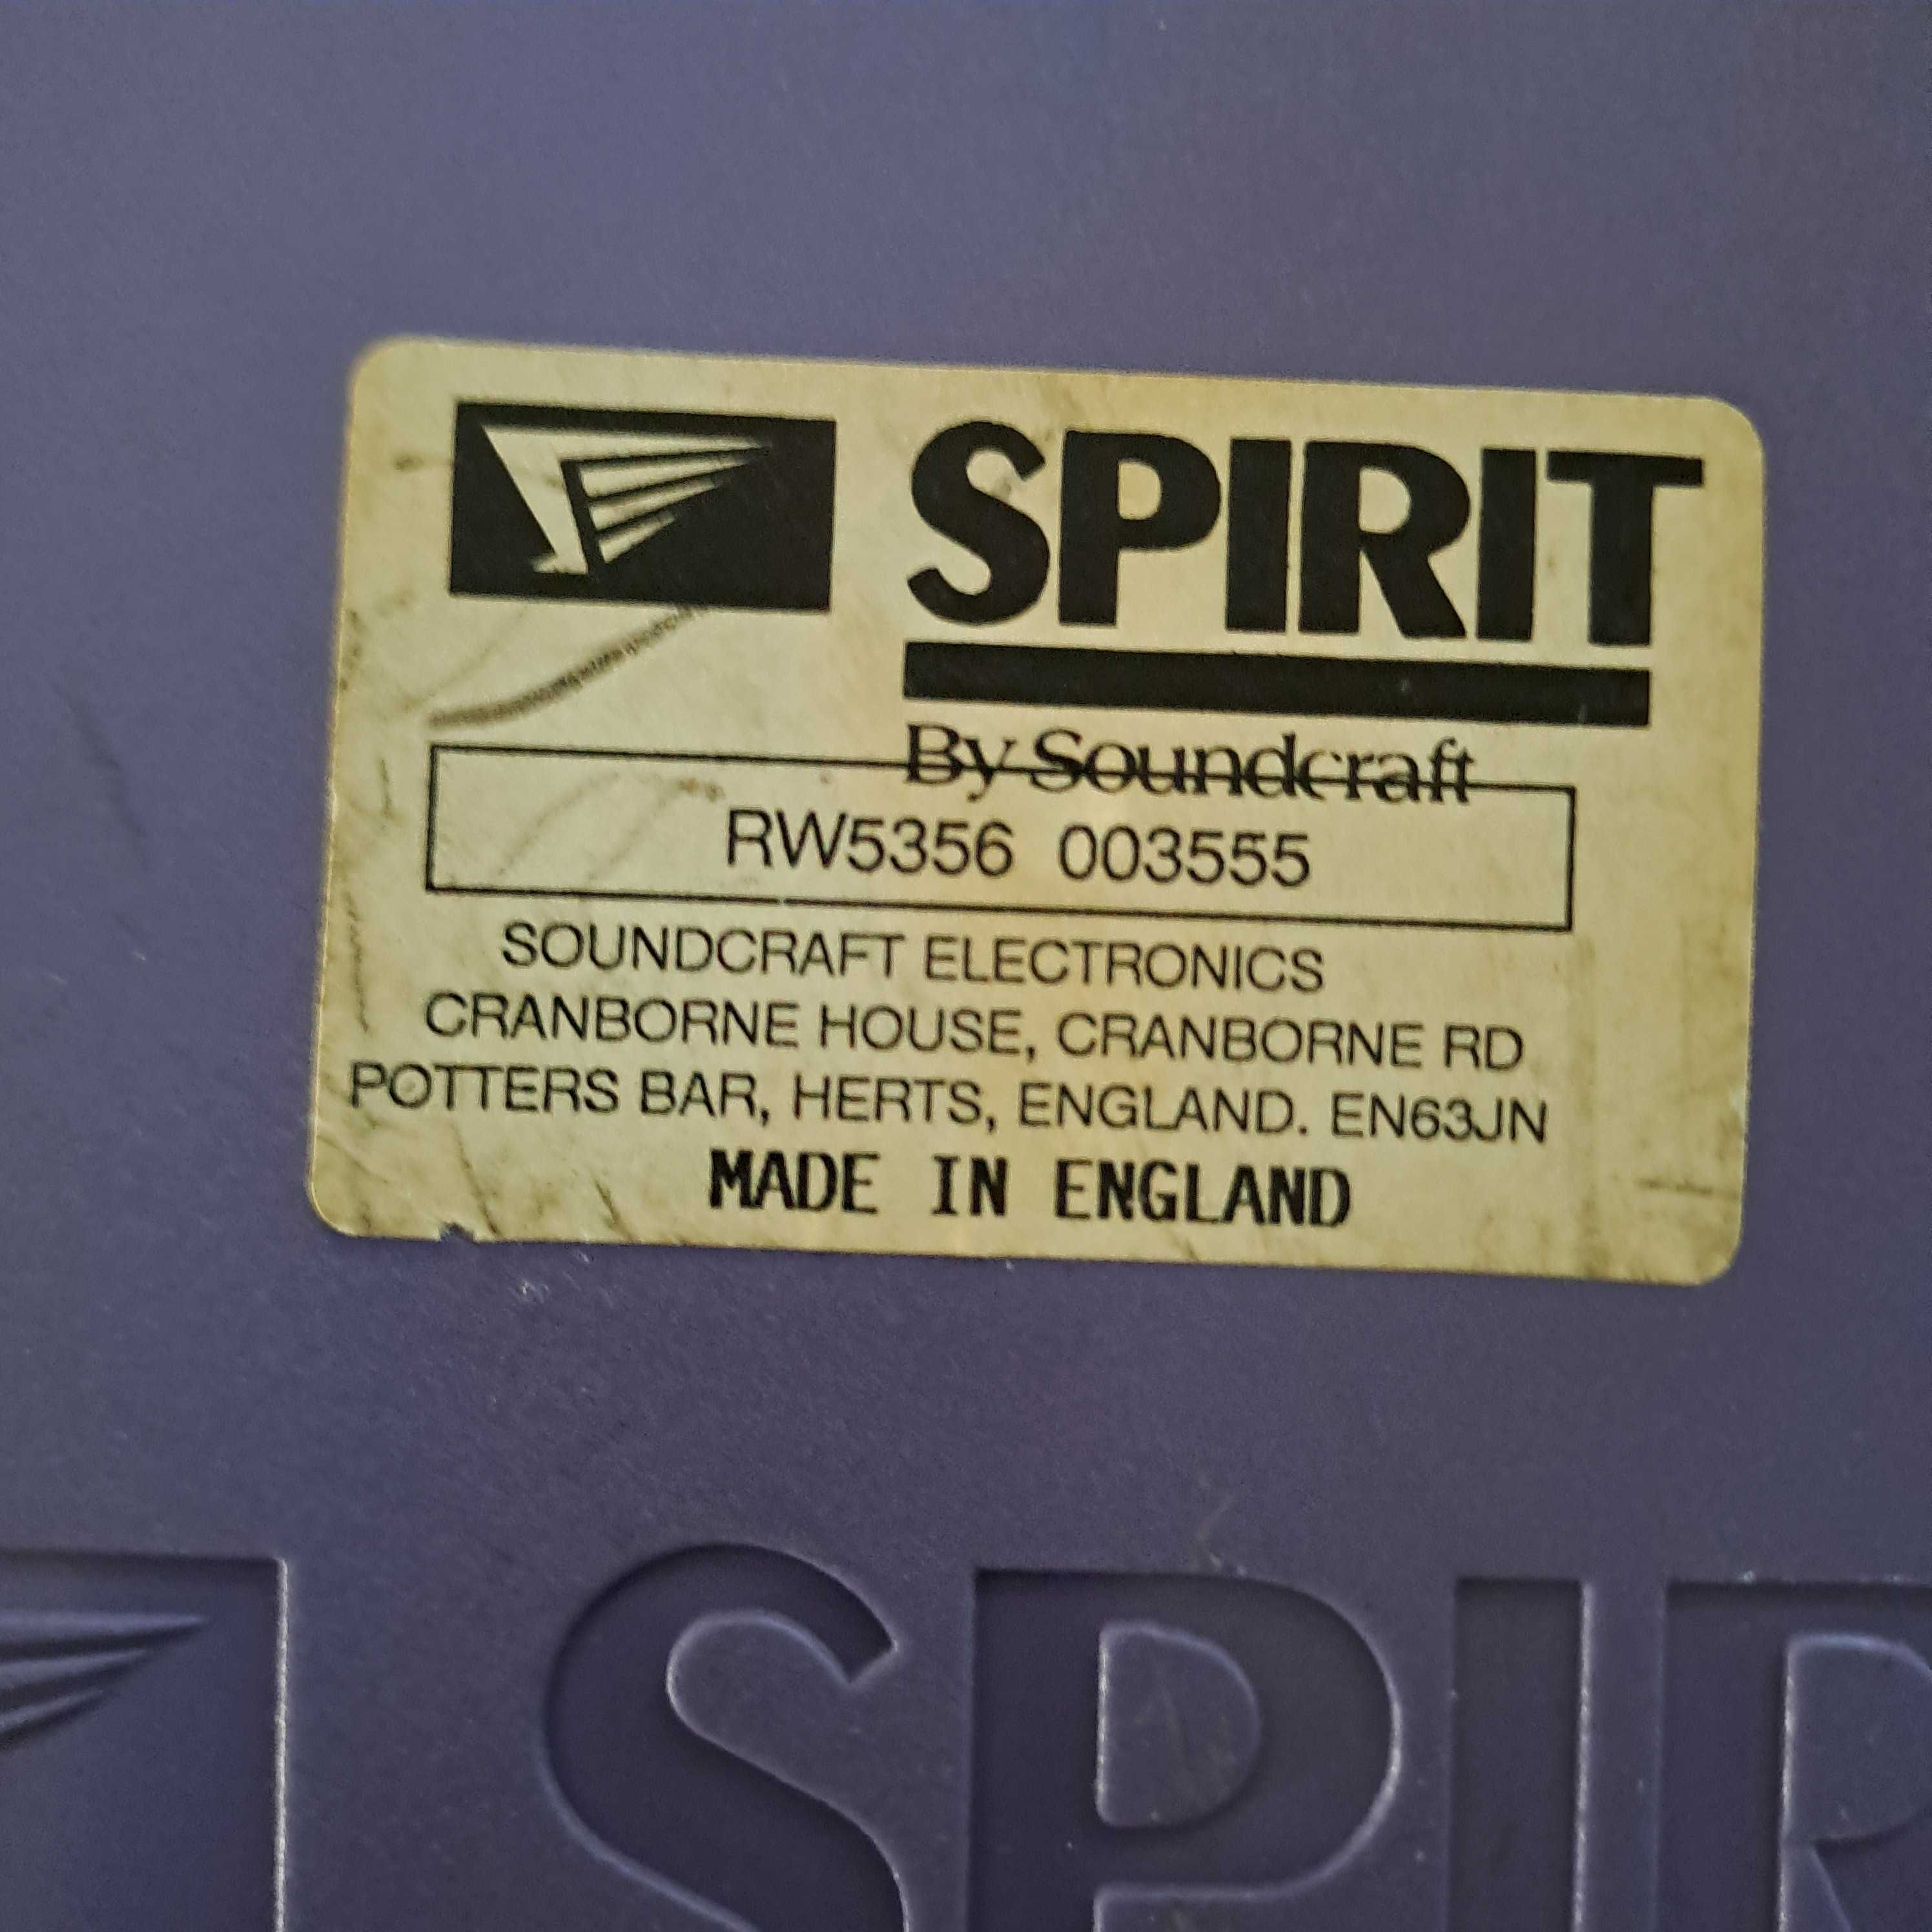 SPIRIT
By Soundcraft
RW5356 003555
SOUNDCRAFT ELECTRONICS
CRANBORNE HOUSE, CRANBORNE RD
POTTERS BAR, HERTS, ENGLAND. EN63JN
MADE IN ENGLAND
SPIR